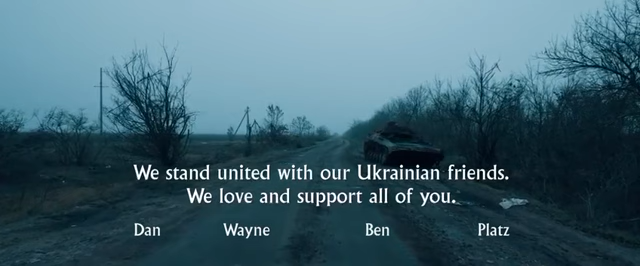 We stand united with our Ukrainian friends.
We love and support all of you.
Dan Wayne Ben Platz